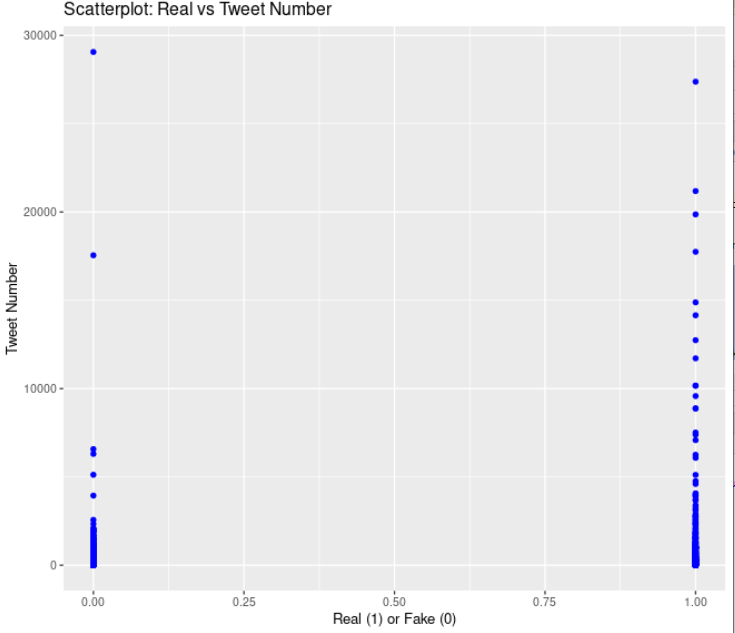 Scatterplot: Real vs Tweet Number
30000
20000
10000
0
Tweet Number
0.00 0.25 0.50 0.75 1.00
Real (1) or Fake (0)